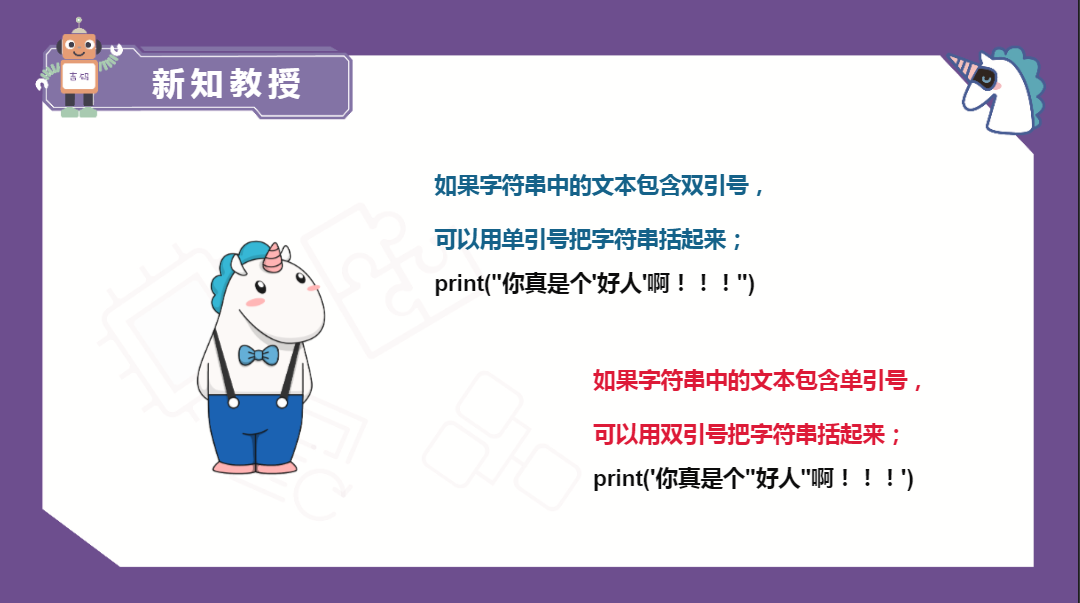 吉码
新知教授
如果字符串中的文本包含双引号，
可以用单引号把字符串括起来；
print("你真是个'好人'啊！！！")
如果字符串中的文本包含单引号，
可以用双引号把字符串括起来；
print('你真是个"好人"啊！！！')